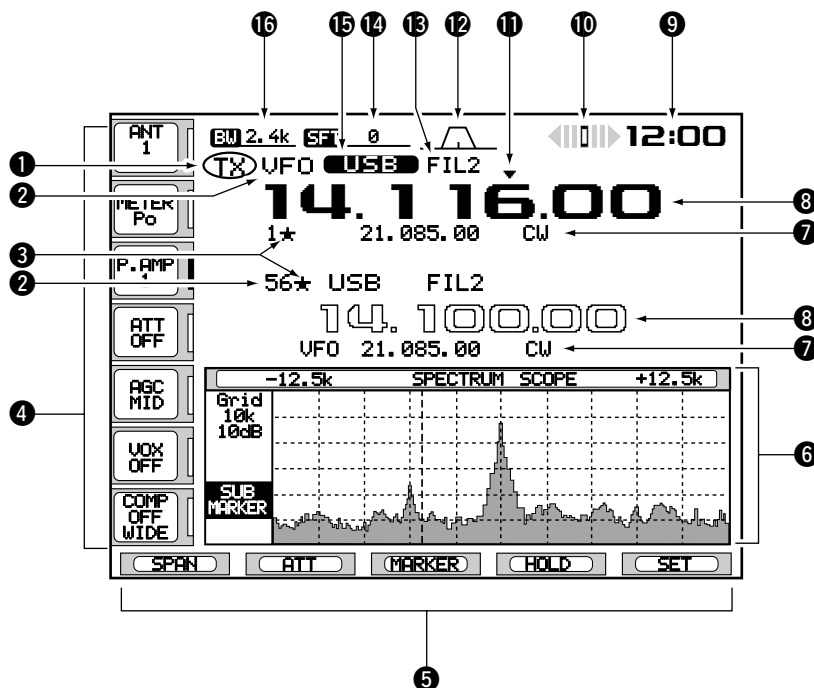 ⓰ ⓯ ⓮ ⓭ ⓬ ⓫ ❿ ❾
BW 2.4k SFT 0 12:00
❶ TX VFO USB FIL2
❷
14.116.00 ❽
❸ 1★ 21.085.00 CW ❼
❷ 56★ USB FIL2
14.100.00 ❽
VFO 21.085.00 CW ❼
❹
ANT
1
METER
Po
P.AMP
1
ATT
OFF
AGC
MID
VOX
OFF
COMP
OFF
WIDE
-12.5k SPECTRUM SCOPE +12.5k
Grid
10k
10dB
SUB
MARKER
❻
SPAN ATT MARKER HOLD SET
❺